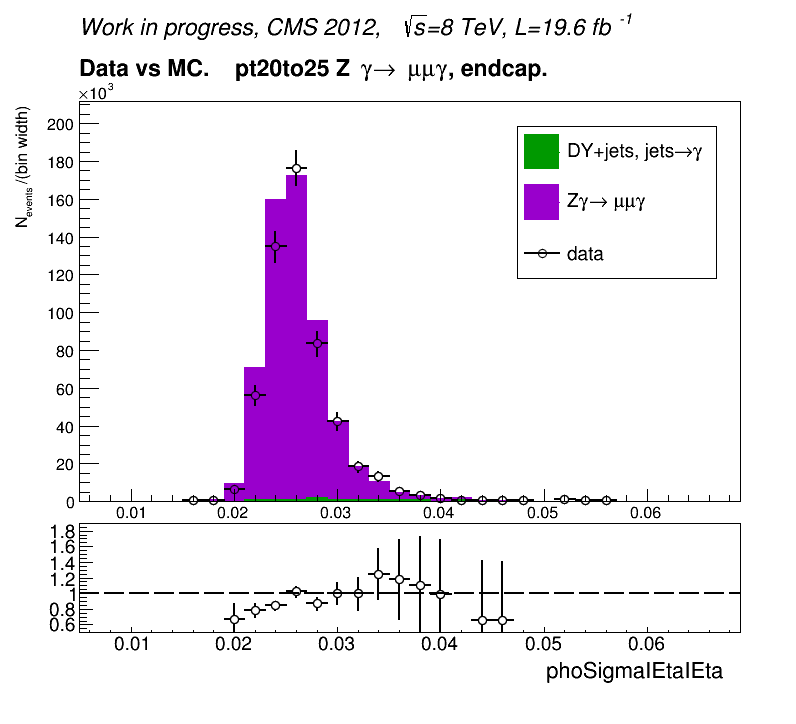 Work in progress, CMS 2012, √s=8 TeV, L=19.6 fb⁻¹
Data vs MC. pt20to25 Z γ→ μμγ, endcap.
×10³
N_events /(bin width)
200
180
160
140
120
100
80
60
40
20
0
DY+jets, jets→γ
Zγ→ μμγ
data
0.01 0.02 0.03 0.04 0.05 0.06
1.8
1.6
1.4
1.2
1
0.8
0.6
0.01 0.02 0.03 0.04 0.05 0.06
phoSigmaIEtaIEta